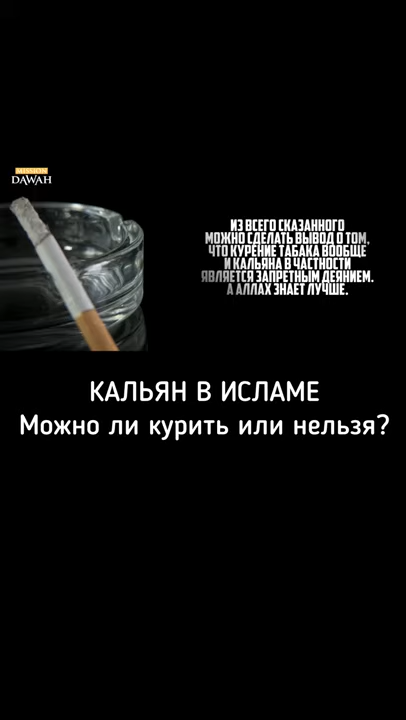 MISSION
DAWAH
ИЗ ВСЕГО СКАЗАННОГО
МОЖНО СДЕЛАТЬ ВЫВОД О ТОМ,
ЧТО КУРЕНИЕ ТАБАКА ВООБЩЕ
И КАЛЬЯНА В ЧАСТНОСТИ
ЯВЛЯЕТСЯ ЗАПРЕТНЫМ ДЕЯНИЕМ.
А АЛЛАХ ЗНАЕТ ЛУЧШЕ.
КАЛЬЯН В ИСЛАМЕ
Можно ли курить или нельзя?